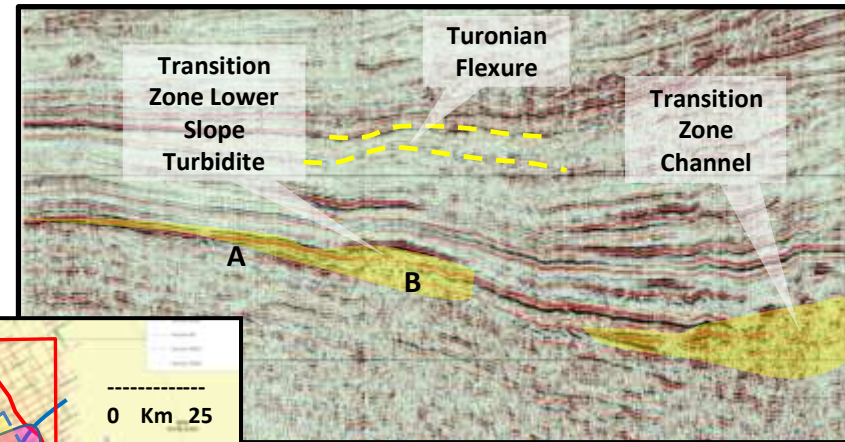 Turonian
Flexure
Transition
Zone Lower
Slope
Turbidite
Transition
Zone
Channel
A
B
0 Km 25